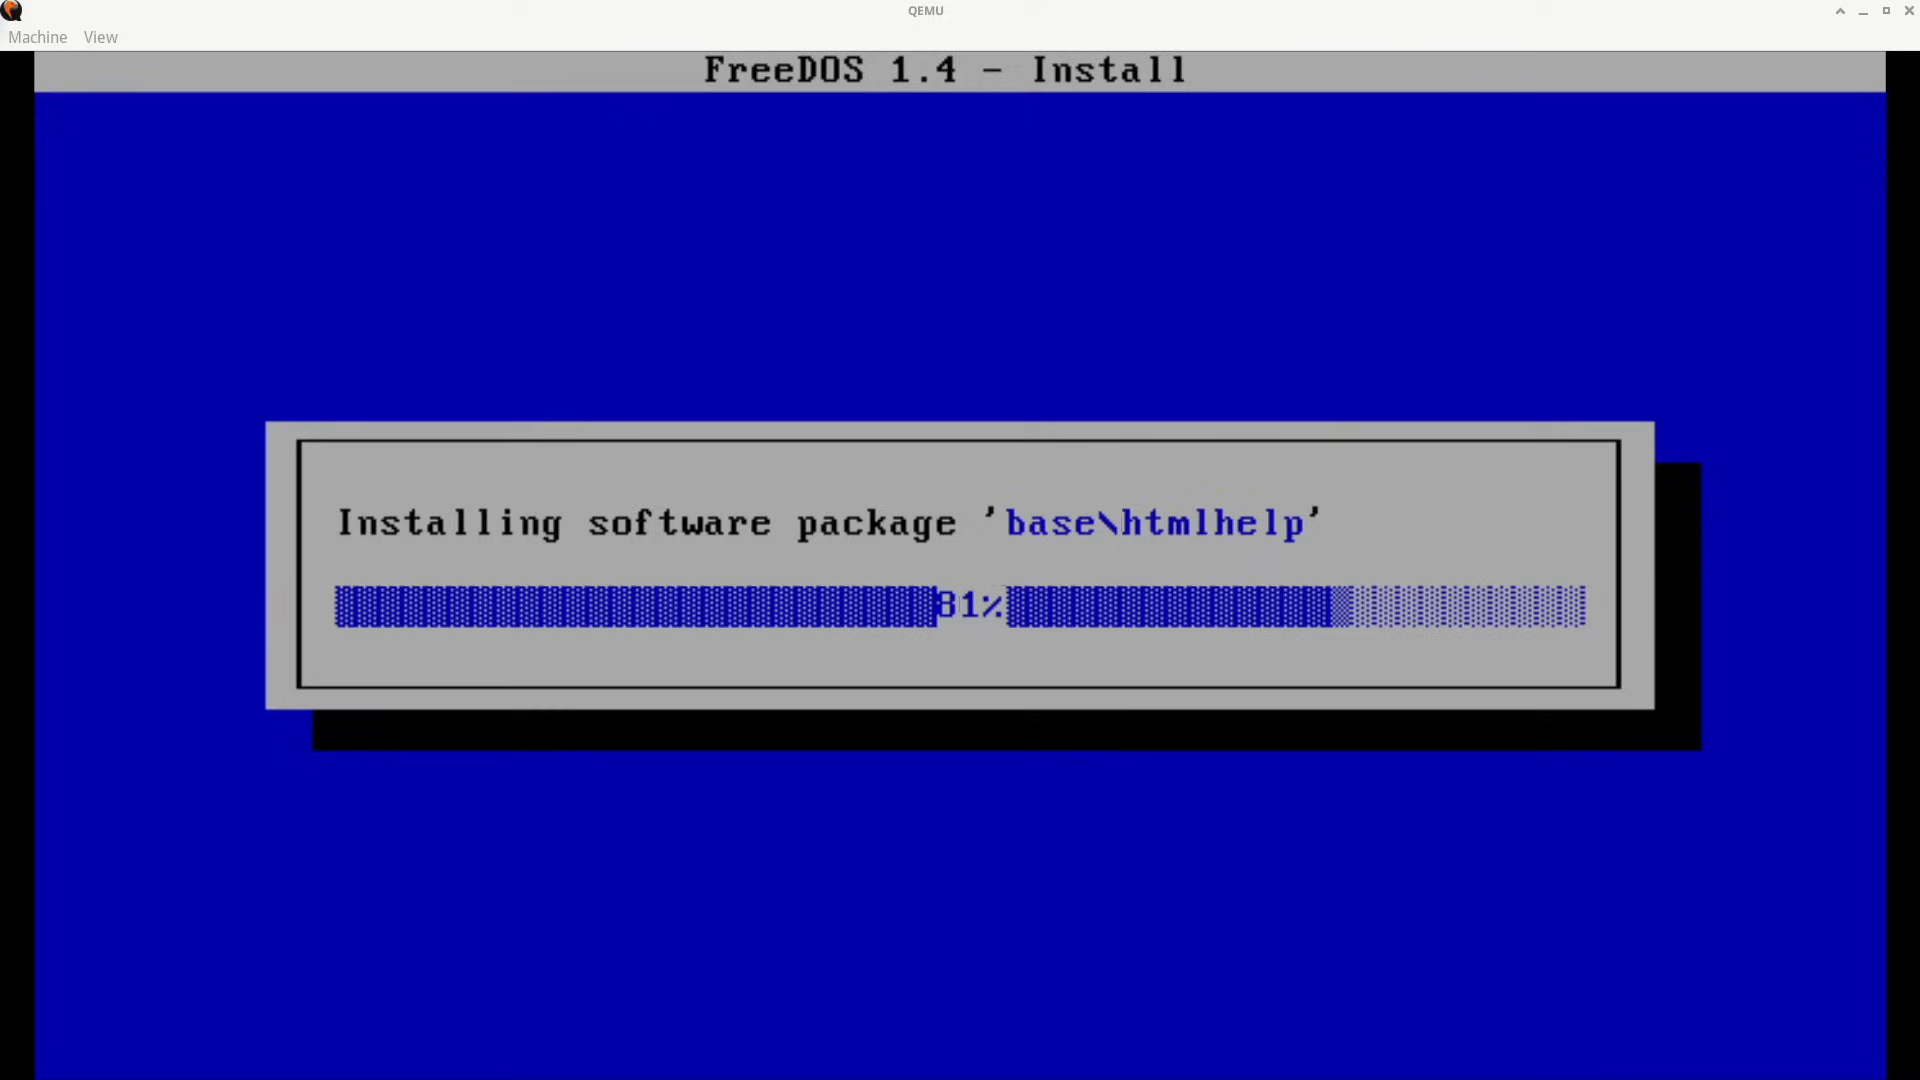 QEMU
Machine View
FreeDOS 1.4 - Install
Installing software package 'base\htmlhelp'
81%